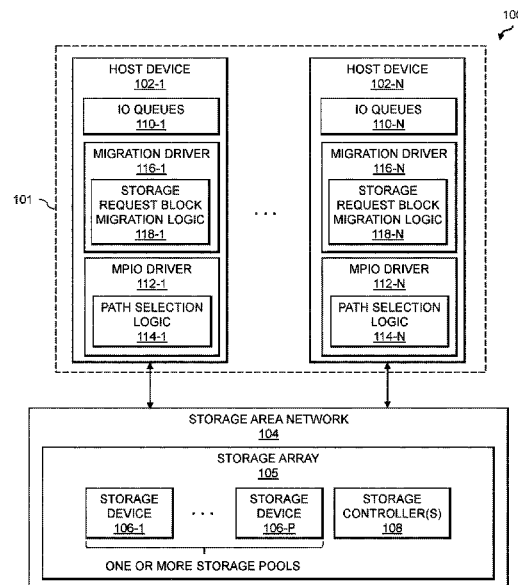 100
HOST DEVICE
102-1
IO QUEUES
110-1
MIGRATION DRIVER
116-1
STORAGE
REQUEST BLOCK
MIGRATION LOGIC
118-1
MPIO DRIVER
112-1
PATH SELECTION
LOGIC
114-1
101
. . .
HOST DEVICE
102-N
IO QUEUES
110-N
MIGRATION DRIVER
116-N
STORAGE
REQUEST BLOCK
MIGRATION LOGIC
118-N
MPIO DRIVER
112-N
PATH SELECTION
LOGIC
114-N
STORAGE AREA NETWORK
104
STORAGE ARRAY
105
STORAGE
DEVICE
106-1
. . .
STORAGE
DEVICE
106-P
STORAGE
CONTROLLER(S)
108
ONE OR MORE STORAGE POOLS